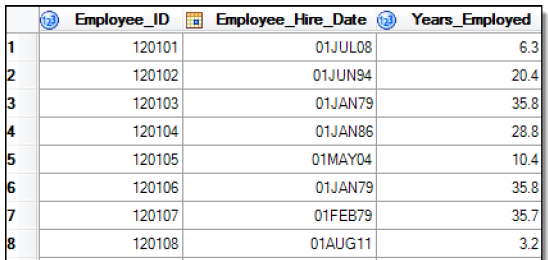 Employee_ID Employee_Hire_Date Years_Employed
1 120101 01JUL08 6.3
2 120102 01JUN94 20.4
3 120103 01JAN79 35.8
4 120104 01JAN86 28.8
5 120105 01MAY04 10.4
6 120106 01JAN79 35.8
7 120107 01FEB79 35.7
8 120108 01AUG11 3.2